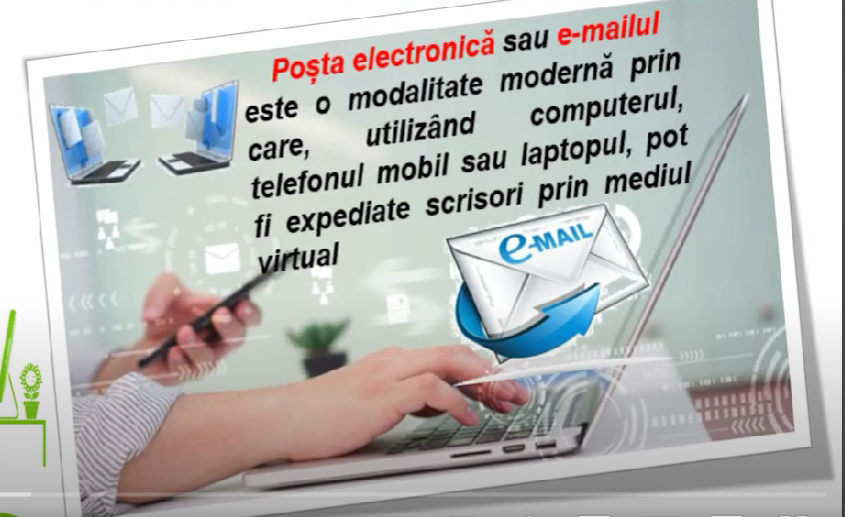 Poșta electronică sau e-mailul
este o modalitate modernă prin
care, utilizând computerul,
telefonul mobil sau laptopul, pot
fi expediate scrisori prin mediul
virtual
e-MAIL